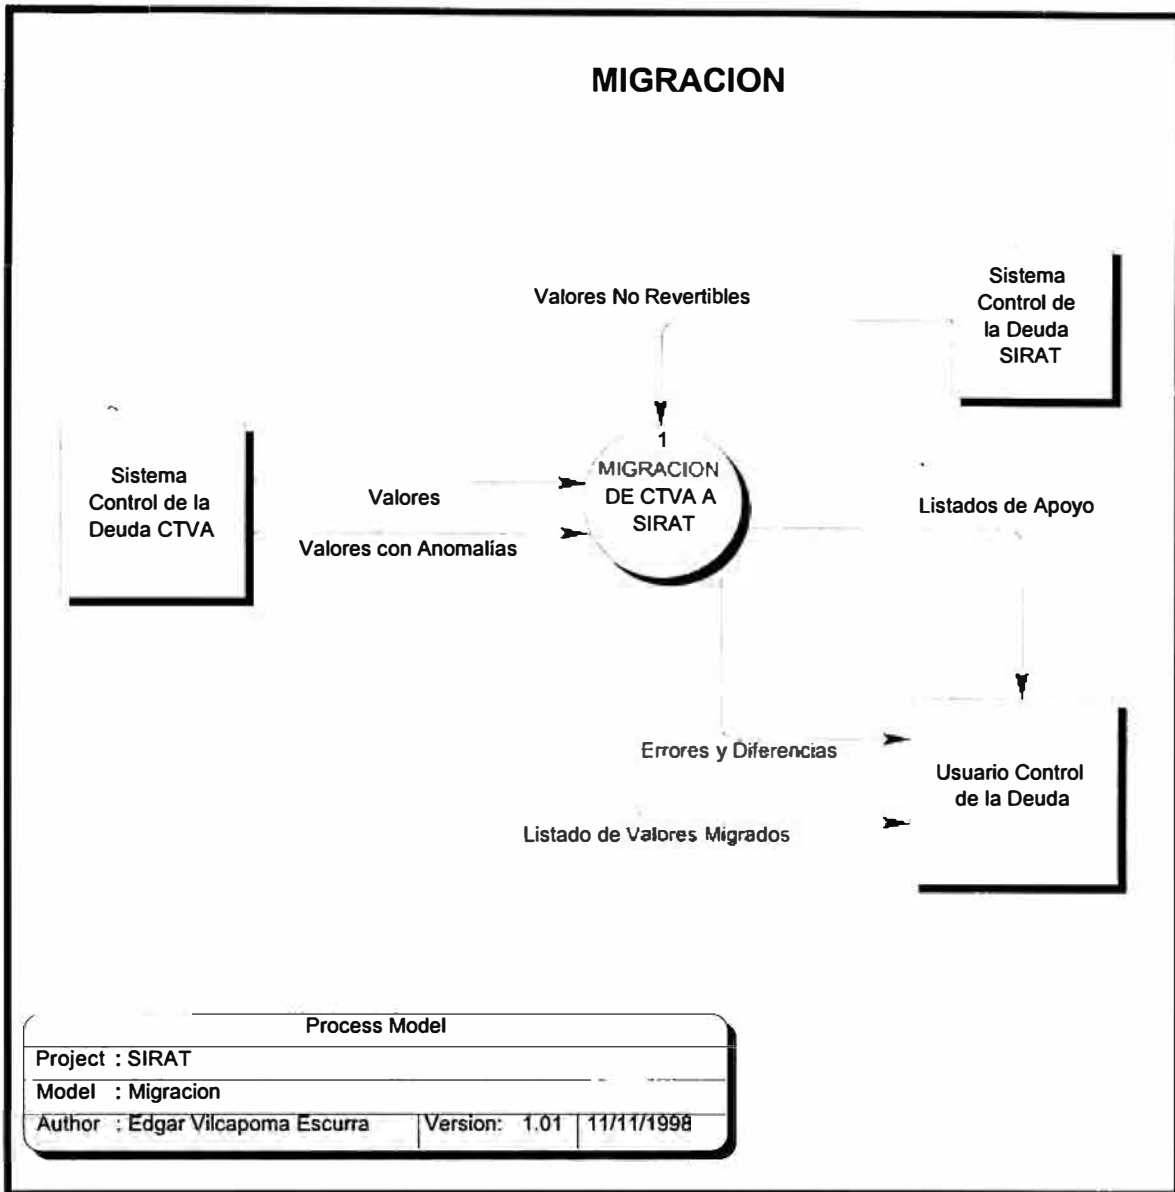 MIGRACION
Valores No Revertibles
Sistema
Control de
la Deuda
SIRAT
Sistema
Control de la
Deuda CTVA
Valores
Valores con Anomalías
1
MIGRACION
DE CTVA A
SIRAT
Listados de Apoyo
Errores y Diferencias
Listado de Valores Migrados
Usuario Control
de la Deuda
Process Model
Project : SIRAT
Model : Migracion
Author : Edgar Vilcapoma Escurra Version: 1.01 11/11/1998